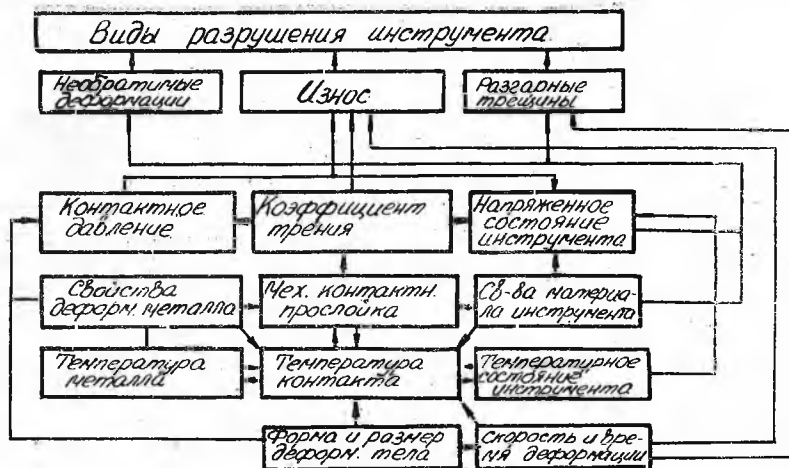 Виды разрушения инструмента
Необратимые
деформации
Износ
Разгарные
трещины
Контактное
давление
Коэффициент
трения
Напряженное
состояние
инструмента
Свойства
деформ. металла
Мех. контактн.
прослойка
Св-ва материа-
ла инструмента
Температура
металла
Температура
контакта
Температурное
состояние
инструмента
Форма и размер
деформ. тела
скорость и вре-
мя деформации